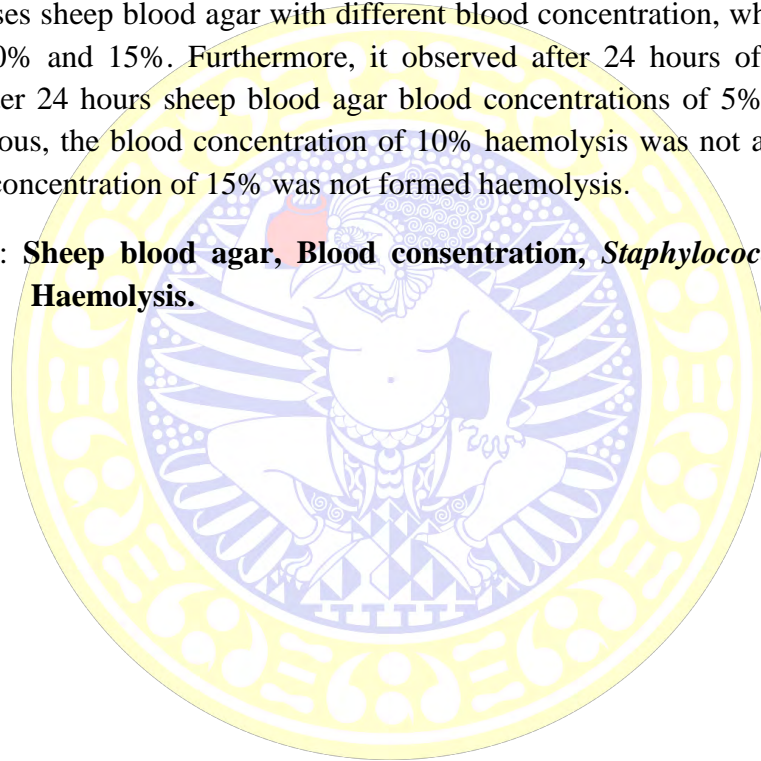 ses sheep blood agar with different blood concentration, wh
0% and 15%. Furthermore, it observed after 24 hours of
er 24 hours sheep blood agar blood concentrations of 5%
ous, the blood concentration of 10% haemolysis was not a
concentration of 15% was not formed haemolysis.
: Sheep blood agar, Blood consentration, Staphylococ
Haemolysis.